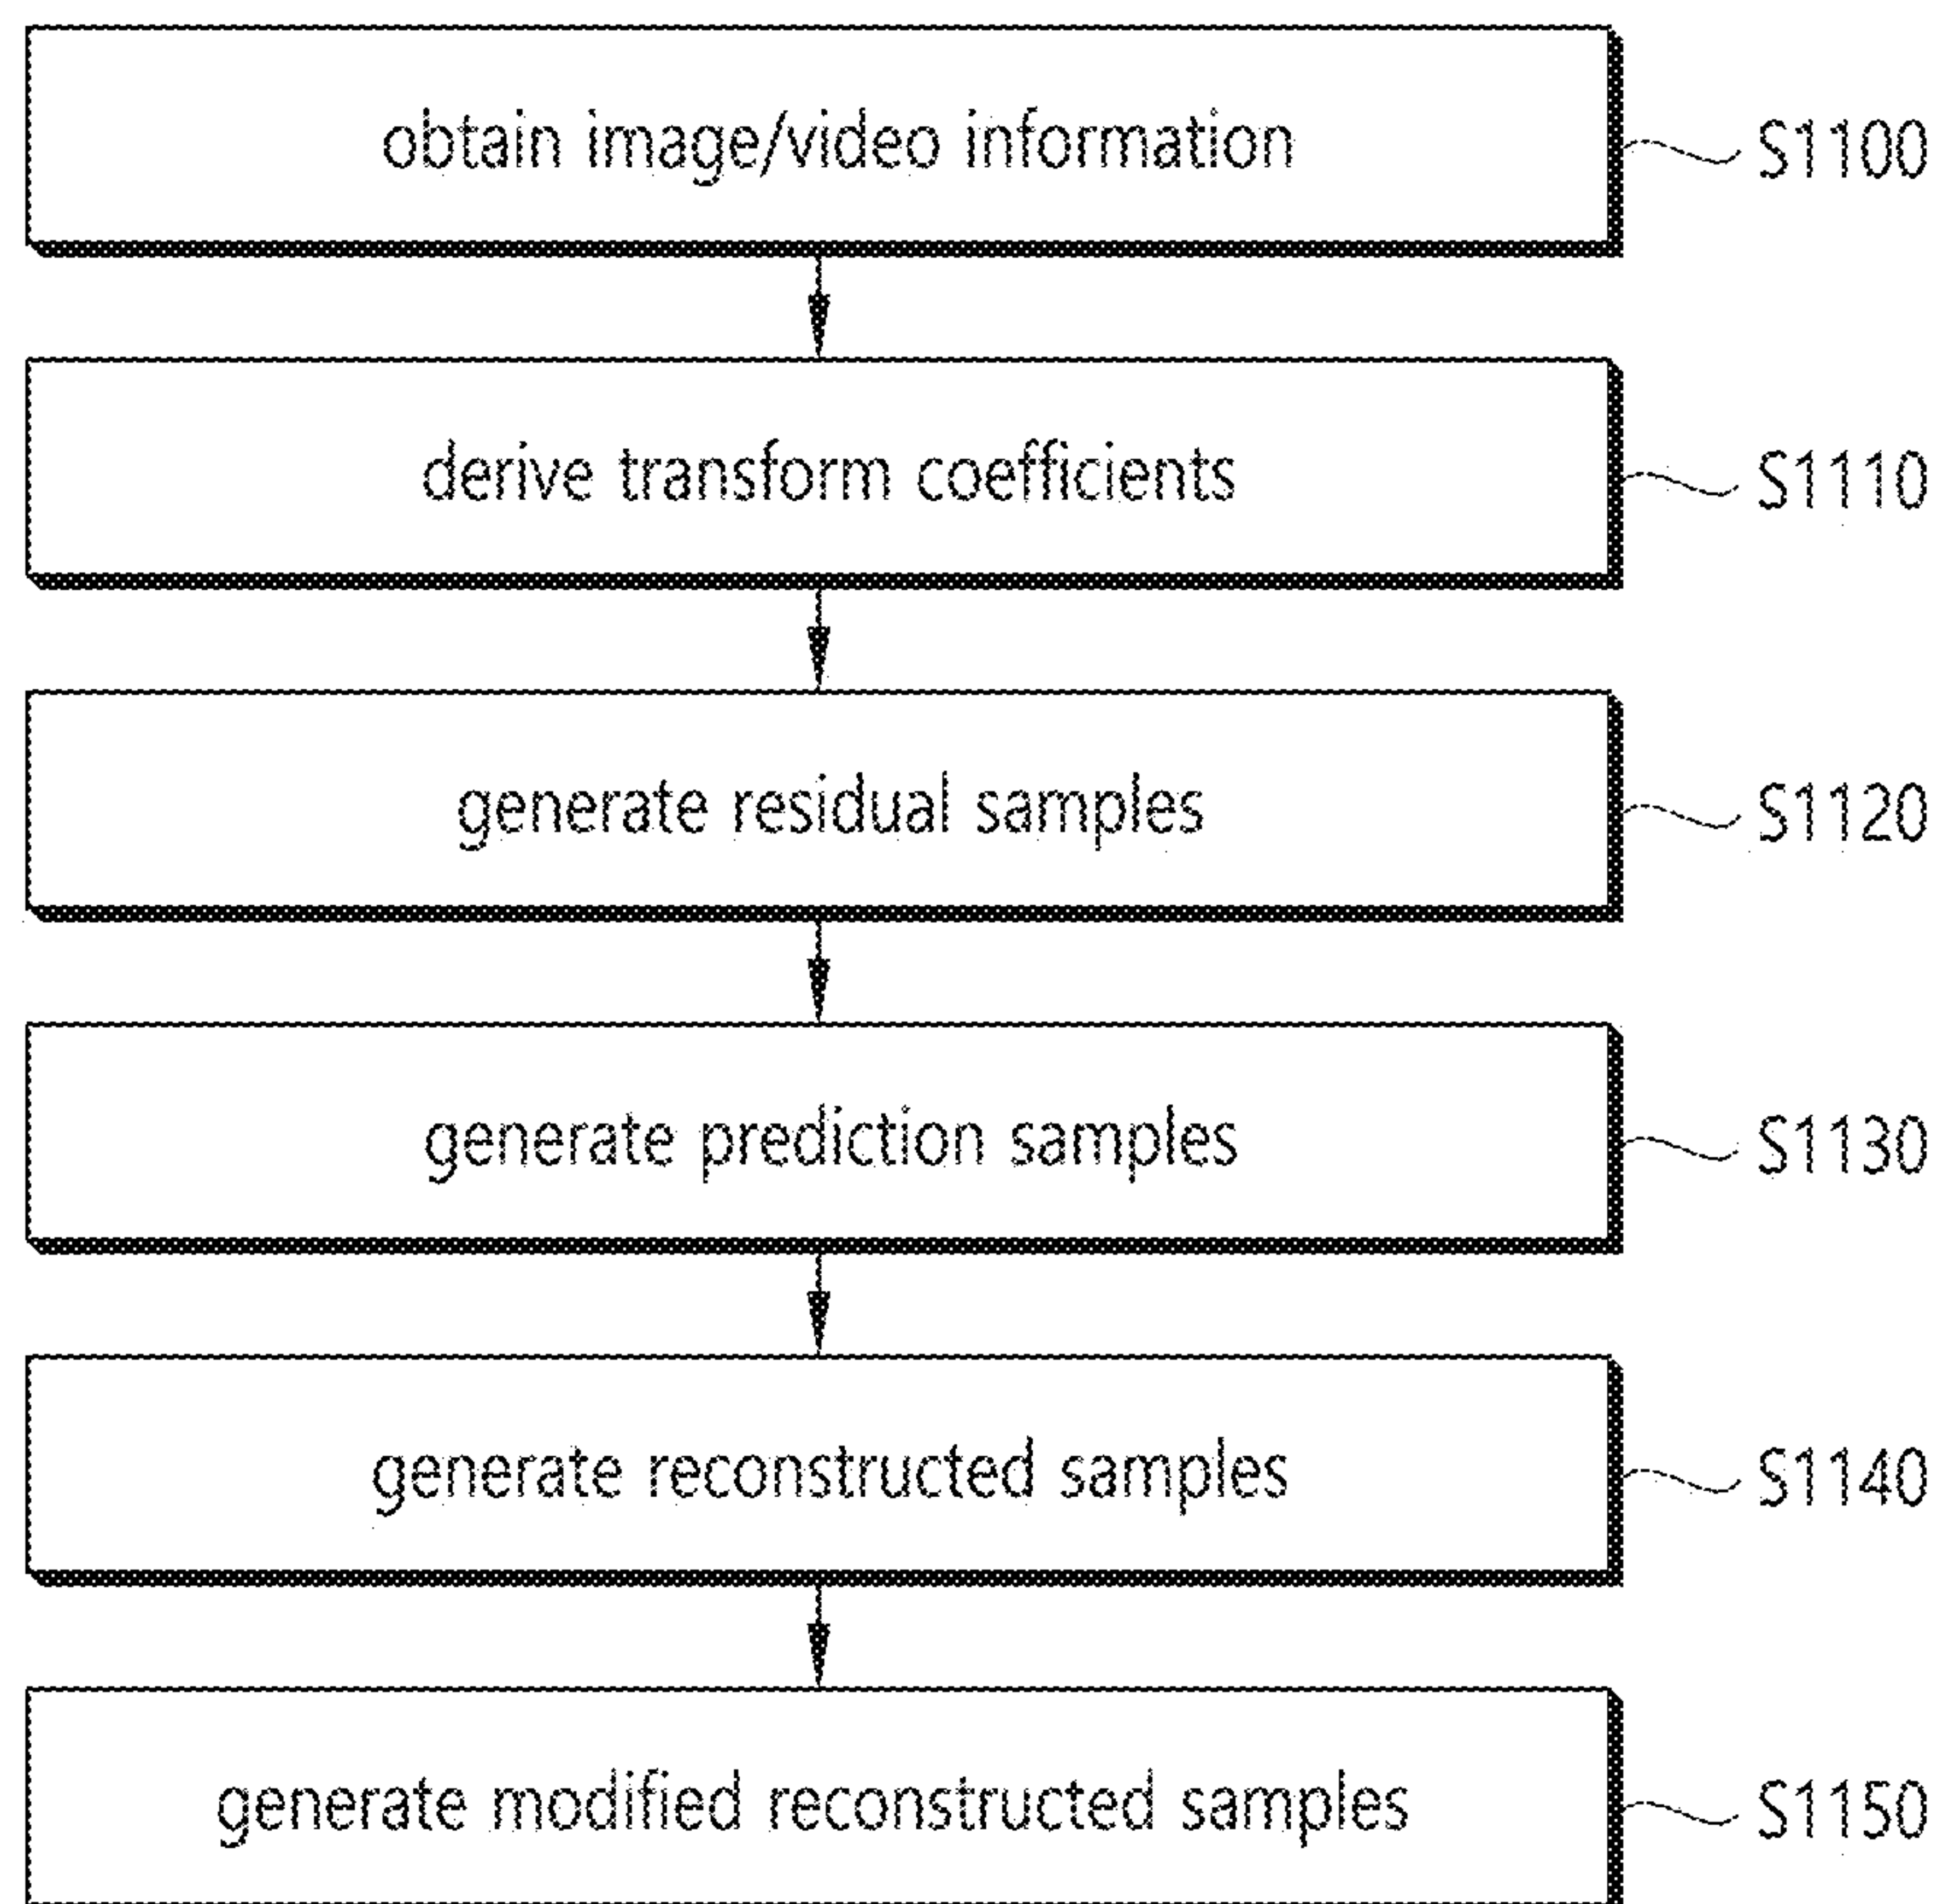 obtain image/video information S1100
derive transform coefficients S1110
generate residual samples S1120
generate prediction samples S1130
generate reconstructed samples S1140
generate modified reconstructed samples S1150